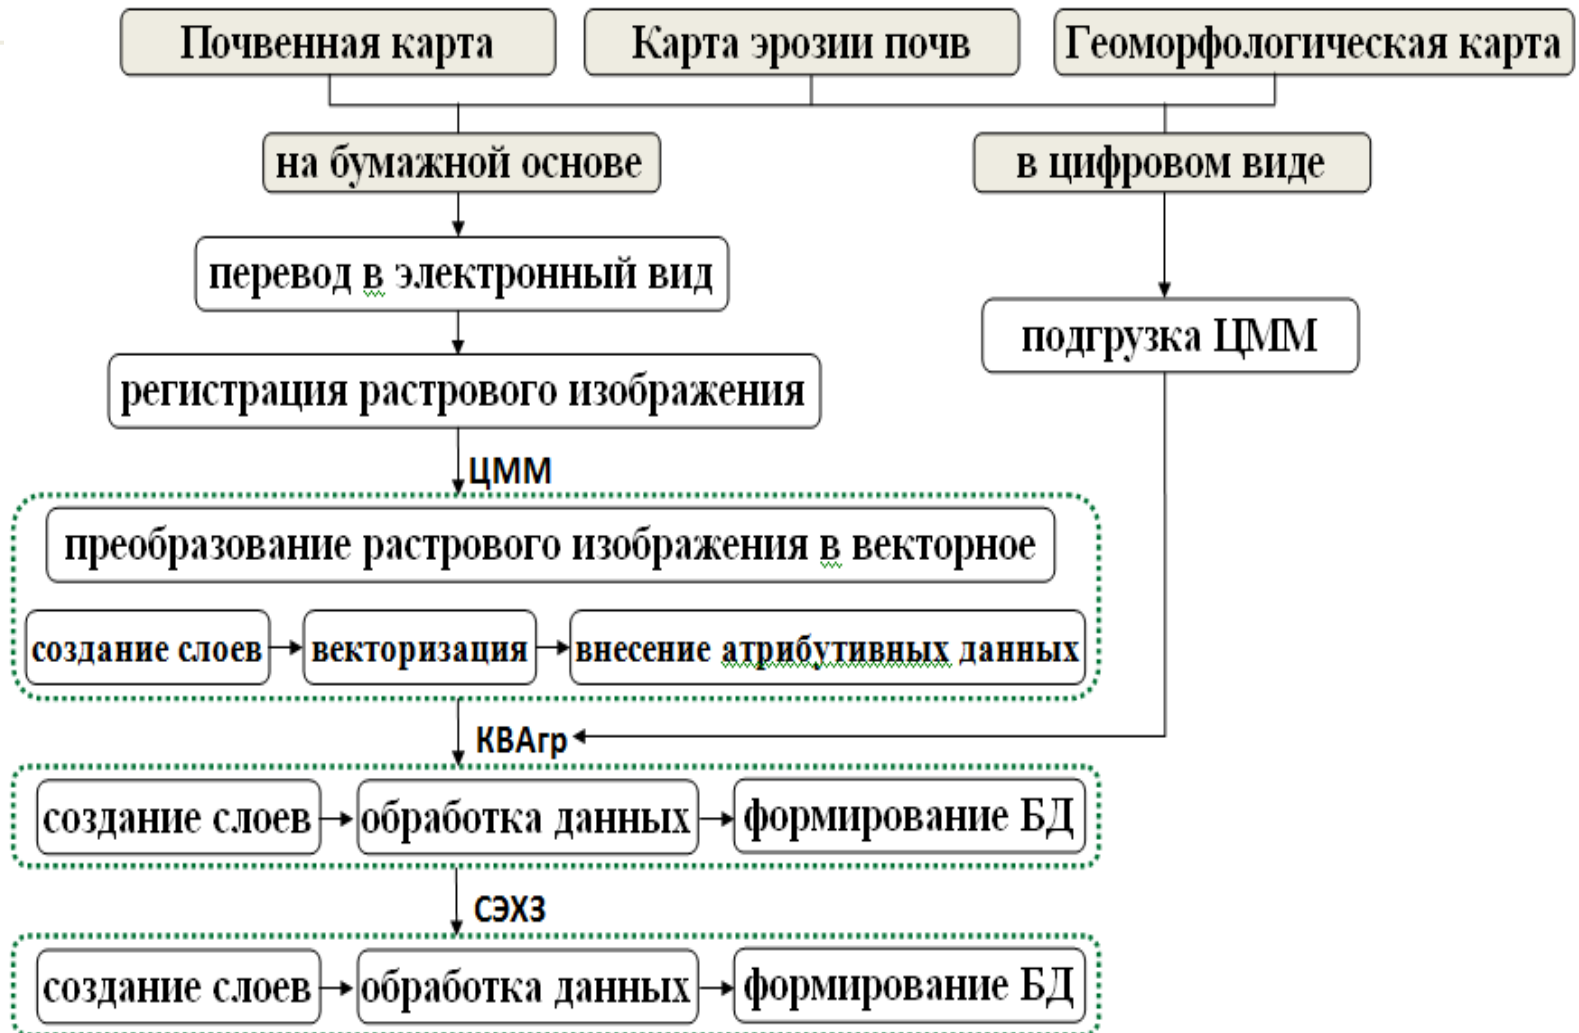 Почвенная карта
Карта эрозии почв
Геоморфологическая карта
на бумажной основе
в цифровом виде
перевод в электронный вид
подгрузка ЦММ
регистрация растрового изображения
ЦММ
преобразование растрового изображения в векторное
создание слоев
векторизация
внесение атрибутивных данных
КВАгр
создание слоев
обработка данных
формирование БД
СЭХЗ
создание слоев
обработка данных
формирование БД